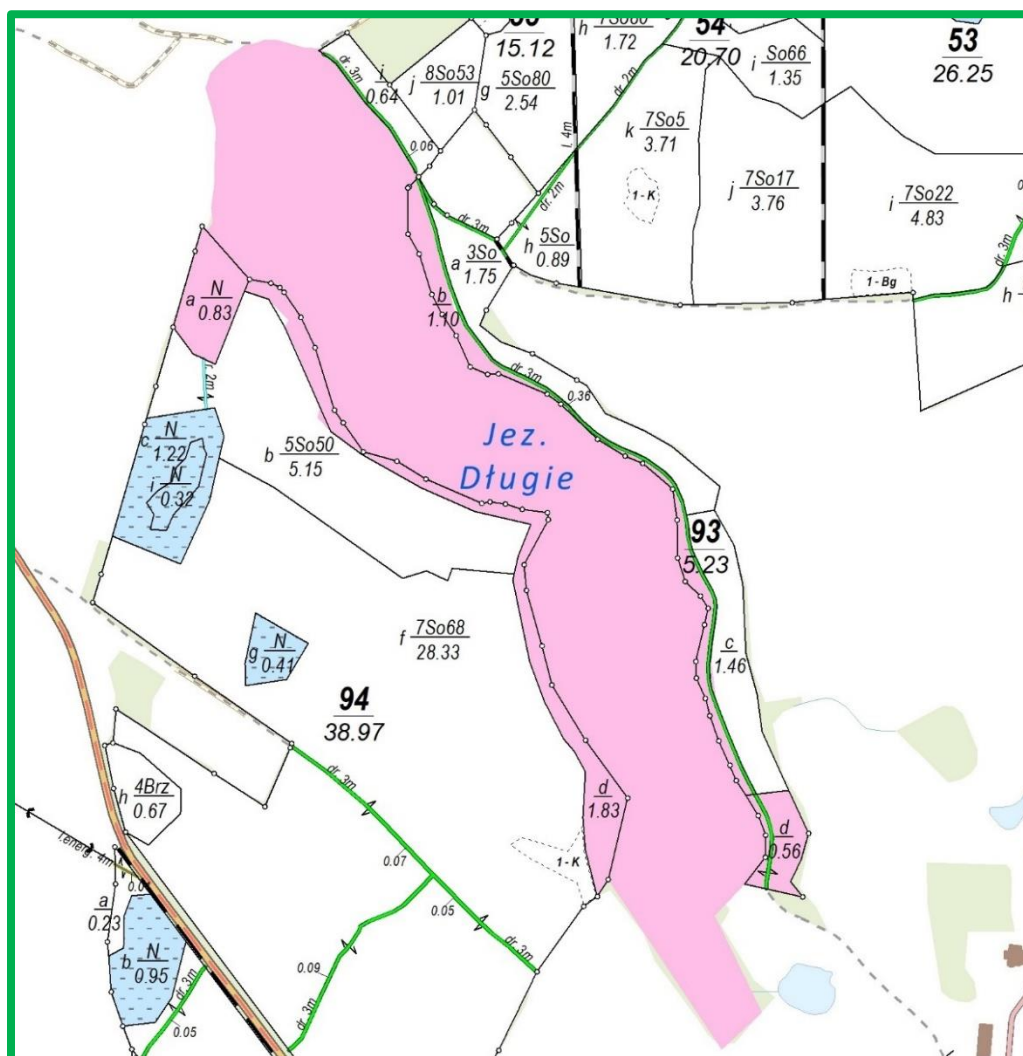 15.12
7So80
1.72
54
20.70
So66
i
1.35
53
26.25
dr. 3m
i
0.64
j 8So53
1.01
g 5So80
2.54
h
dr. 2m
l. 4m
k 7So5
3.71
j 7So17
3.76
i 7So22
4.83
0.06
1-K
dr. 2m
dr. 3m
dr. 3m
a 3So
1.75
h 5So
0.89
1-Bg
h
a N
0.83
b
1.10
dr. 3m
0.36
r. 2m
c N
1.22
i N
0.32
b 5So50
5.15
Jez.
Długie
93
5.23
g N
0.41
f 7So68
28.33
c
1.46
94
38.97
dr. 3m
h 4Brz
0.67
d
1.83
d
0.56
l.energ. 4m
0.07
1-K
a
0.23
0.05
b N
0.95
dr. 3m
0.09
dr. 3m
dr. 3m
0.05